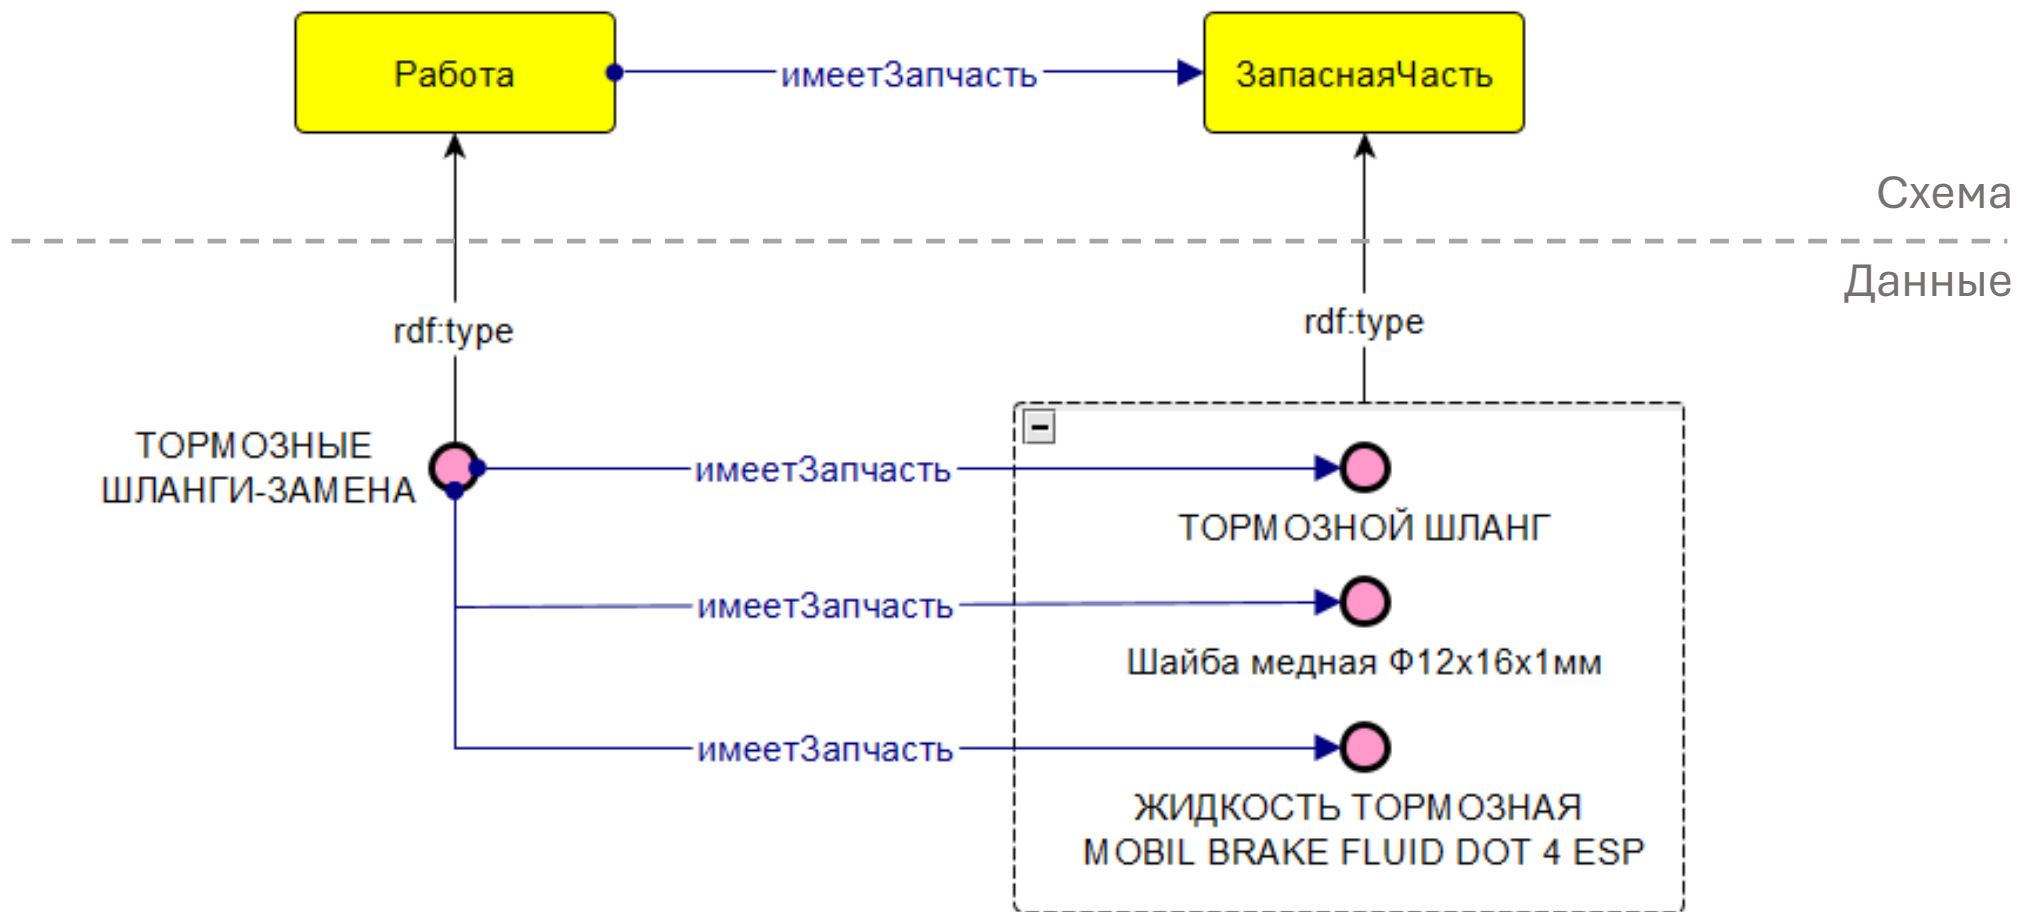 Работа
имеетЗапчасть
ЗапаснаяЧасть
Схема
Данные
rdf:type
rdf:type
ТОРМОЗНЫЕ
ШЛАНГИ-ЗАМЕНА
имеетЗапчасть
ТОРМОЗНОЙ ШЛАНГ
имеетЗапчасть
Шайба медная Ф12х16х1мм
имеетЗапчасть
ЖИДКОСТЬ ТОРМОЗНАЯ
MOBIL BRAKE FLUID DOT 4 ESP